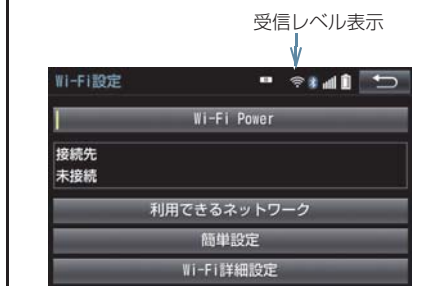 受信レベル表示
Wi-Fi設定
Wi-Fi Power
接続先
未接続
利用できるネットワーク
簡単設定
Wi-Fi詳細設定